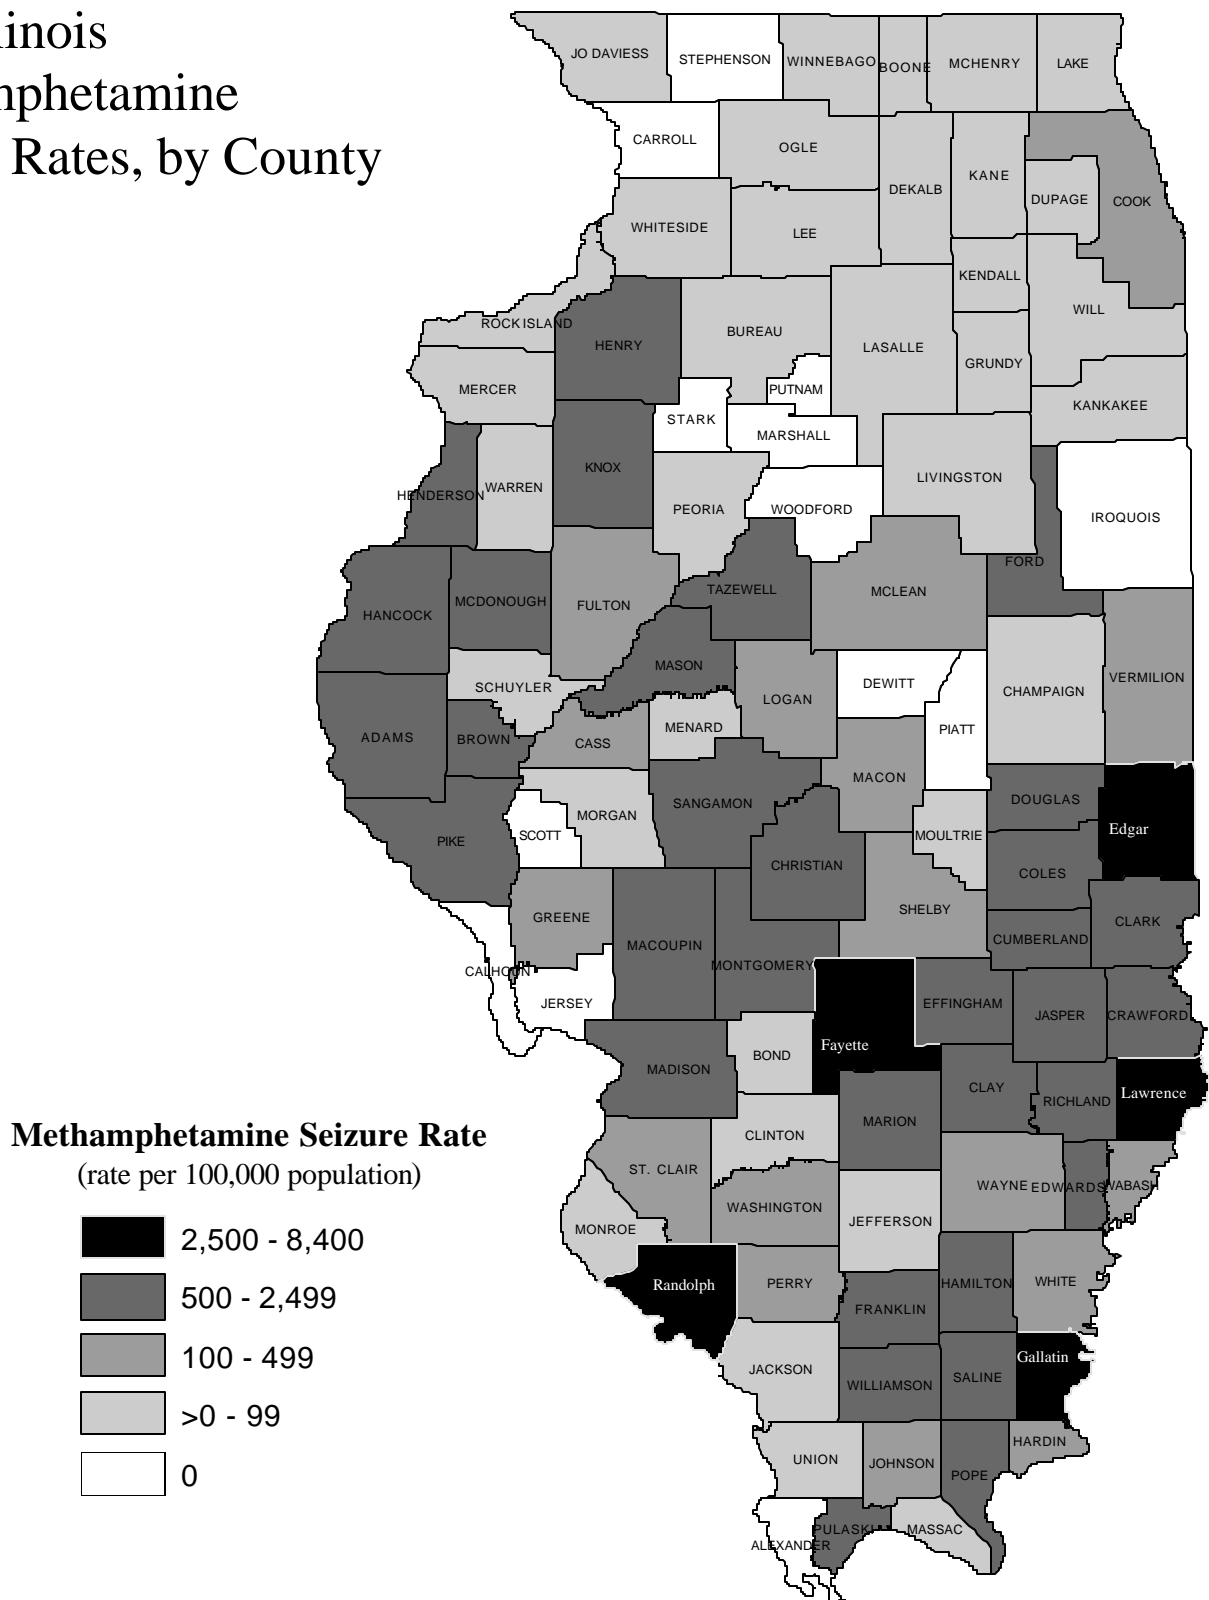 linois
nphetamine
Rates, by County
JO DAVIESS
STEPHENSON
WINNEBAGO
BOONE
MCHENRY
LAKE
CARROLL
OGLE
DEKALB
KANE
DUPAGE
COOK
WHITESIDE
LEE
KENDALL
ROCK ISLAND
HENRY
BUREAU
LASALLE
WILL
GRUNDY
MERCER
PUTNAM
KANKAKEE
STARK
MARSHALL
KNOX
LIVINGSTON
HENDERSON
WARREN
PEORIA
WOODFORD
IROQUOIS
FORD
HANCOCK
MCDONOUGH
FULTON
TAZEWELL
MCLEAN
MASON
SCHUYLER
LOGAN
DEWITT
CHAMPAIGN
VERMILION
ADAMS
BROWN
CASS
MENARD
PIATT
MACON
SANGAMON
DOUGLAS
PIKE
SCOTT
MORGAN
MOULTRIE
Edgar
CHRISTIAN
COLES
GREENE
SHELBY
CLARK
MACOUPIN
CUMBERLAND
CALHOUN
MONTGOMERY
JERSEY
EFFINGHAM
JASPER
CRAWFORD
Fayette
BOND
MADISON
CLAY
RICHLAND
Lawrence
MARION
CLINTON
ST. CLAIR
WAYNE
EDWARDS
WABASH
WASHINGTON
MONROE
JEFFERSON
Randolph
PERRY
HAMILTON
WHITE
FRANKLIN
Gallatin
JACKSON
WILLIAMSON
SALINE
HARDIN
UNION
JOHNSON
POPE
PULASKI
MASSAC
ALEXANDER
Methamphetamine Seizure Rate
(rate per 100,000 population)
2,500 - 8,400
500 - 2,499
100 - 499
>0 - 99
0